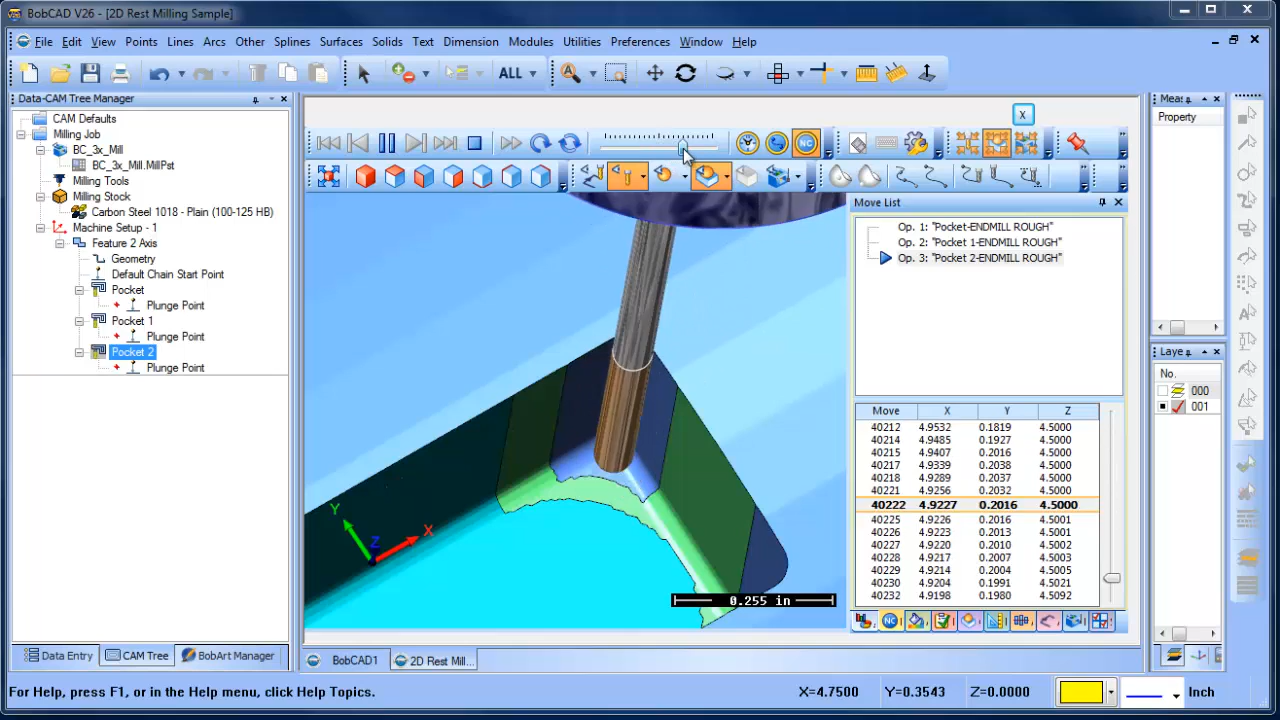 BobCAD V26 - [2D Rest Milling Sample]
File Edit View Points Lines Arcs Other Splines Surfaces Solids Text Dimension Modules Utilities Preferences Window Help
ALL
Data-CAM Tree Manager
CAM Defaults
Milling Job
BC_3x_Mill
BC_3x_Mill.MillPst
Milling Tools
Milling Stock
Carbon Steel 1018 - Plain (100-125 HB)
Machine Setup - 1
Feature 2 Axis
Geometry
Default Chain Start Point
Pocket
Plunge Point
Pocket 1
Plunge Point
Pocket 2
Plunge Point
Data Entry CAM Tree BobArt Manager
X
NC
Y
X
Z
0.255 in
Move List
Op. 1: "Pocket-ENDMILL ROUGH"
Op. 2: "Pocket 1-ENDMILL ROUGH"
Op. 3: "Pocket 2-ENDMILL ROUGH"
Move X Y Z
40212 4.9532 0.1819 4.5000
40214 4.9485 0.1927 4.5000
40215 4.9407 0.2016 4.5000
40217 4.9339 0.2038 4.5000
40218 4.9289 0.2037 4.5000
40221 4.9256 0.2032 4.5000
40222 4.9227 0.2016 4.5000
40225 4.9226 0.2016 4.5001
40226 4.9223 0.2013 4.5001
40227 4.9220 0.2010 4.5002
40228 4.9217 0.2007 4.5003
40229 4.9214 0.2004 4.5005
40230 4.9204 0.1991 4.5021
40232 4.9198 0.1980 4.5092
NC
Meas
Property
Laye
No.
000
001
BobCAD1 2D Rest Mill...
For Help, press F1, or in the Help menu, click Help Topics.
X=4.7500 Y=0.3543 Z=0.0000 Inch